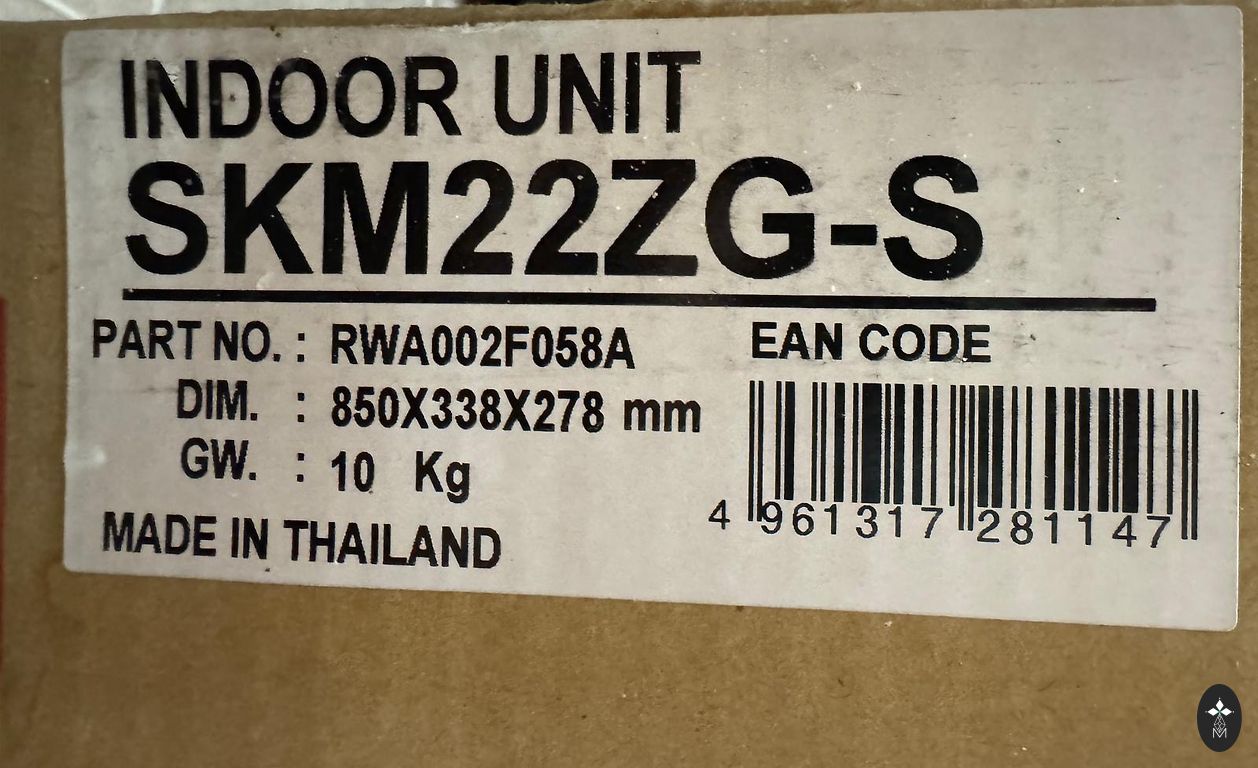 INDOOR UNIT
SKM22ZG-S
PART NO. : RWA002F058A
DIM. : 850X338X278 mm
GW. : 10 Kg
MADE IN THAILAND
EAN CODE
4 961317 281147
M